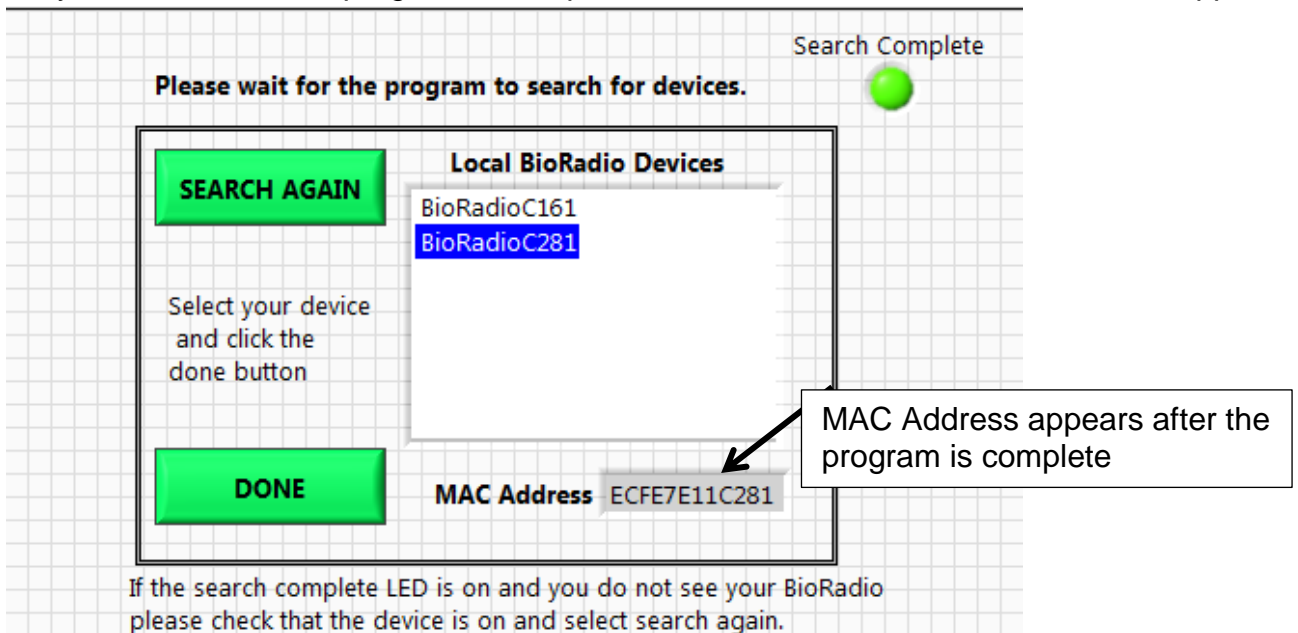 Search Complete
Please wait for the program to search for devices.
SEARCH AGAIN
Local BioRadio Devices
BioRadioC161
BioRadioC281
Select your device
and click the
done button
MAC Address appears after the
program is complete
DONE
MAC Address ECFE7E11C281
If the search complete LED is on and you do not see your BioRadio
please check that the device is on and select search again.